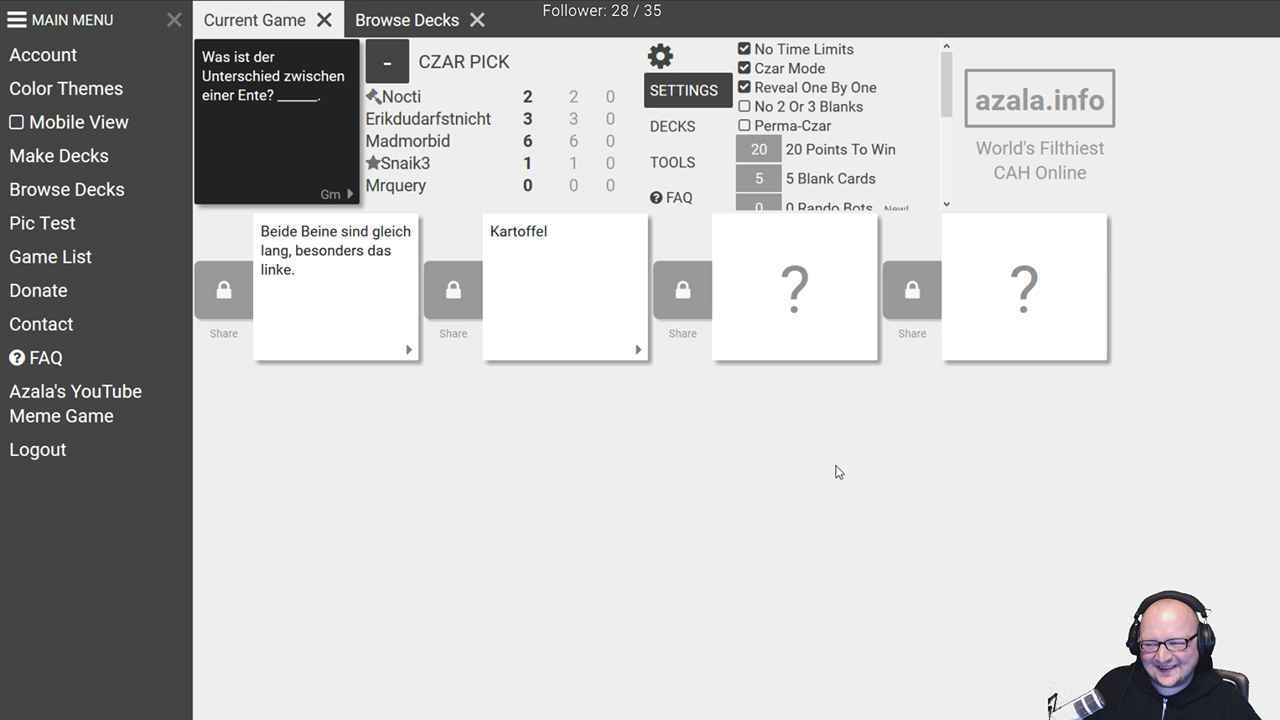 MAIN MENU
Account
Color Themes
Mobile View
Make Decks
Browse Decks
Pic Test
Game List
Donate
Contact
FAQ
Azala's YouTube
Meme Game
Logout
Current Game
Browse Decks
Follower: 28 / 35
Was ist der
Unterschied zwischen
einer Ente? ______.
Gm
-
CZAR PICK
Nocti 2 2 0
Erikdudarfstnicht 3 3 0
Madmorbid 6 6 0
Snaik3 1 1 0
Mrquery 0 0 0
SETTINGS
DECKS
TOOLS
FAQ
No Time Limits
Czar Mode
Reveal One By One
No 2 Or 3 Blanks
Perma-Czar
20 20 Points To Win
5 5 Blank Cards
0 0 Rando Bots New!
azala.info
World's Filthiest
CAH Online
Share
Beide Beine sind gleich
lang, besonders das
linke.
Share
Kartoffel
Share
?
Share
?